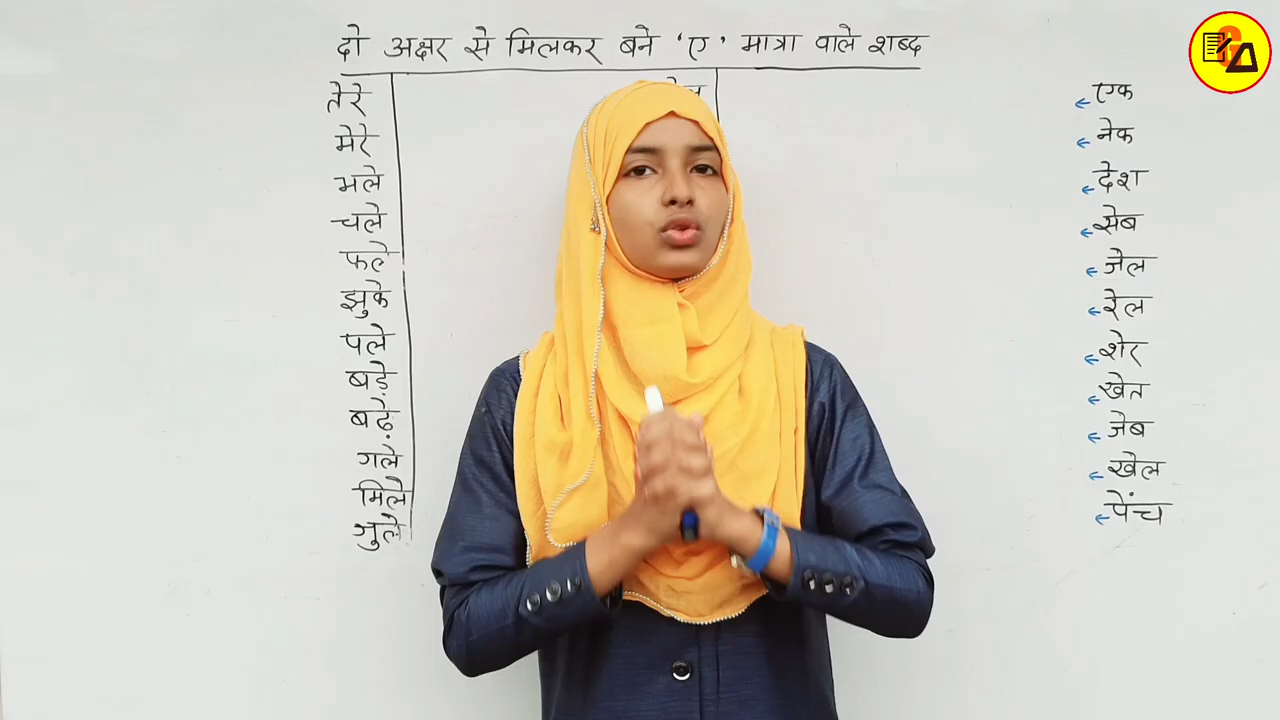 दो अक्षर से मिलकर बने 'ए' मात्रा वाले शब्द
तेरे
मेरे
भले
चले
फले
झुके
पले
बड़े
बढ़े
गले
मिले
जुले
← एक
← नेक
← देश
← सेब
← जेल
← रेल
← शेर
← खेत
← जेब
← खेल
← पेंच